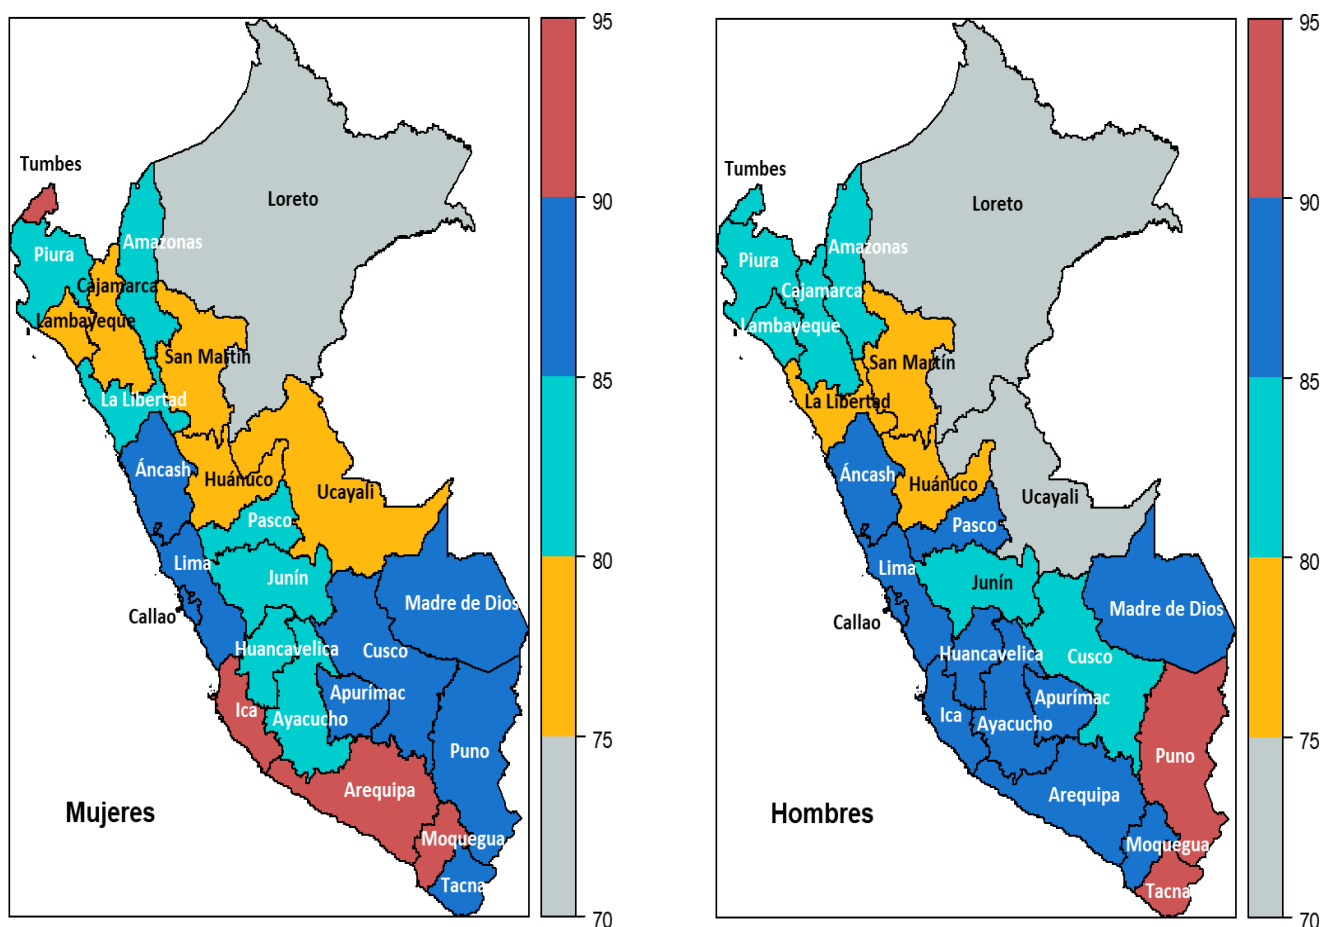 Tumbes
Loreto
Amazonas
Piura
Cajamarca
Lambayeque
San Martín
La Libertad
Áncash
Huánuco
Ucayali
Pasco
Lima
Junín
Callao
Madre de Dios
Huancavelica
Cusco
Apurímac
Ica
Ayacucho
Puno
Arequipa
Mujeres
Moquegua
Tacna
95
90
85
80
75
70
Tumbes
Loreto
Amazonas
Piura
Cajamarca
Lambayeque
San Martín
La Libertad
Áncash
Huánuco
Ucayali
Pasco
Lima
Junín
Callao
Madre de Dios
Huancavelica
Cusco
Apurímac
Ica
Ayacucho
Puno
Arequipa
Hombres
Moquegua
Tacna
95
90
85
80
75
70